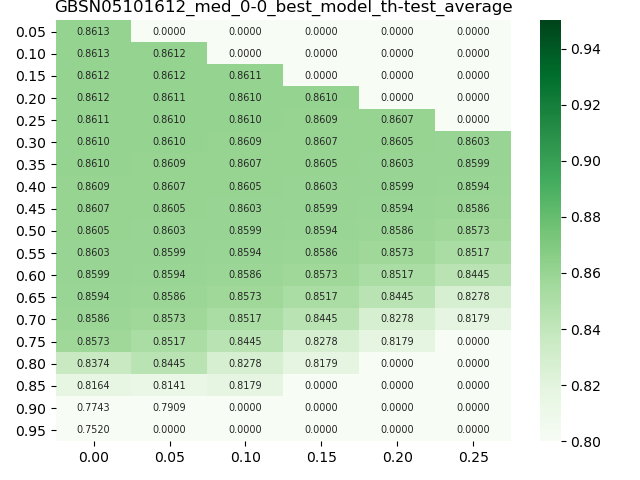 GBSN05101612_med_0-0_best_model_th-test_average
0.05 0.8613 0.0000 0.0000 0.0000 0.0000 0.0000
0.10 0.8613 0.8612 0.0000 0.0000 0.0000 0.0000
0.15 0.8612 0.8612 0.8611 0.0000 0.0000 0.0000
0.20 0.8612 0.8611 0.8610 0.8610 0.0000 0.0000
0.25 0.8611 0.8610 0.8610 0.8609 0.8607 0.0000
0.30 0.8610 0.8610 0.8609 0.8607 0.8605 0.8603
0.35 0.8610 0.8609 0.8607 0.8605 0.8603 0.8599
0.40 0.8609 0.8607 0.8605 0.8603 0.8599 0.8594
0.45 0.8607 0.8605 0.8603 0.8599 0.8594 0.8586
0.50 0.8605 0.8603 0.8599 0.8594 0.8586 0.8573
0.55 0.8603 0.8599 0.8594 0.8586 0.8573 0.8517
0.60 0.8599 0.8594 0.8586 0.8573 0.8517 0.8445
0.65 0.8594 0.8586 0.8573 0.8517 0.8445 0.8278
0.70 0.8586 0.8573 0.8517 0.8445 0.8278 0.8179
0.75 0.8573 0.8517 0.8445 0.8278 0.8179 0.0000
0.80 0.8374 0.8445 0.8278 0.8179 0.0000 0.0000
0.85 0.8164 0.8141 0.8179 0.0000 0.0000 0.0000
0.90 0.7743 0.7909 0.0000 0.0000 0.0000 0.0000
0.95 0.7520 0.0000 0.0000 0.0000 0.0000 0.0000
0.00 0.05 0.10 0.15 0.20 0.25
0.94
0.92
0.90
0.88
0.86
0.84
0.82
0.80